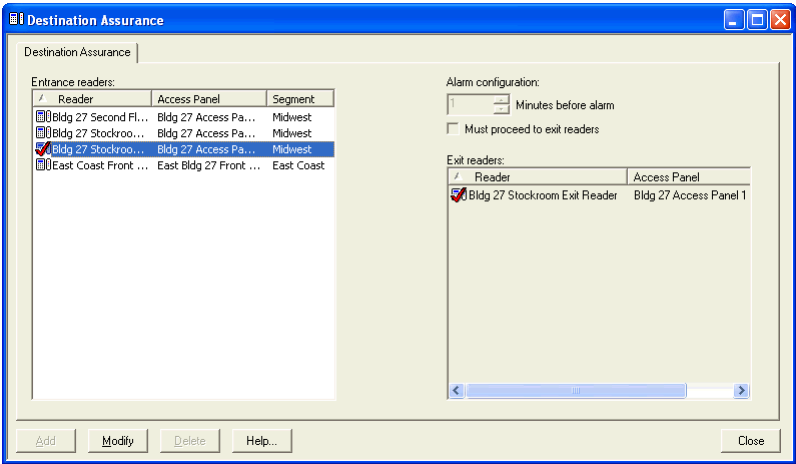 Destination Assurance
Destination Assurance
Entrance readers:
Reader Access Panel Segment
Bldg 27 Second Fl... Bldg 27 Access Pa... Midwest
Bldg 27 Stockroo... Bldg 27 Access Pa... Midwest
Bldg 27 Stockroo... Bldg 27 Access Pa... Midwest
East Coast Front ... East Bldg 27 Front ... East Coast
Alarm configuration:
1 Minutes before alarm
Must proceed to exit readers
Exit readers:
Reader Access Panel
Bldg 27 Stockroom Exit Reader Bldg 27 Access Panel 1
Add Modify Delete Help... Close